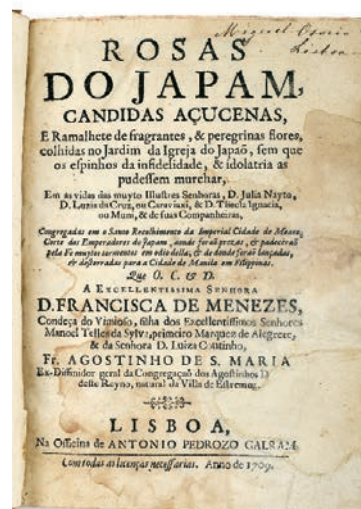 Miguel Osorio
Lisboa
ROSAS
DO JAPAM,
CANDIDAS AÇUCENAS,
E Ramalhete de fragrantes, & peregrinas flores,
colhidas no Jardim da Igreja do Japaõ, sem que
os espinhos da infidelidade, & idolatria as
pudessem murchar,
Em as vidas das muyto Illustres Senhoras, D. Julia Nayto,
D. Luzia da Cruz, ou Caraviaxi, & D. Thecla Ignacia,
ou Muni, & de suas Companheiras,
Congregadas em o Santo Recolhimento da Imperial Cidade de Meaco,
Corte dos Emperadores do Japam, aonde foraõ prezas, & padeceraõ
pela Fe muytos tormentos em odio della, & de donde foraõ lançadas,
& desterradas para a Cidade de Manila em Filippinas.
Que O. C. & D.
A EXCELLENTISSIMA SENHORA
D. FRANCISCA DE MENEZES,
Condeça do Vimioso, filha dos Excellentissimos Senhores
Manoel Telles da Sylva, primeiro Marquez de Alegrete,
& da Senhora D. Luiza Coutinho,
Fr. AGOSTINHO DE S. MARIA
Ex-Diffinidor geral da Congregaçaõ dos Agostinhos D
deste Reyno, natural da Villa de Estremoz.
LISBOA,
Na Officina de ANTONIO PEDROZO GALRAM.
Com todas as licenças necessarias. Anno de 1709.